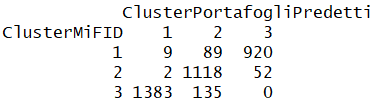 ClusterPortafogliPredetti
ClusterMiFID 1 2 3
1 9 89 920
2 2 1118 52
3 1383 135 0